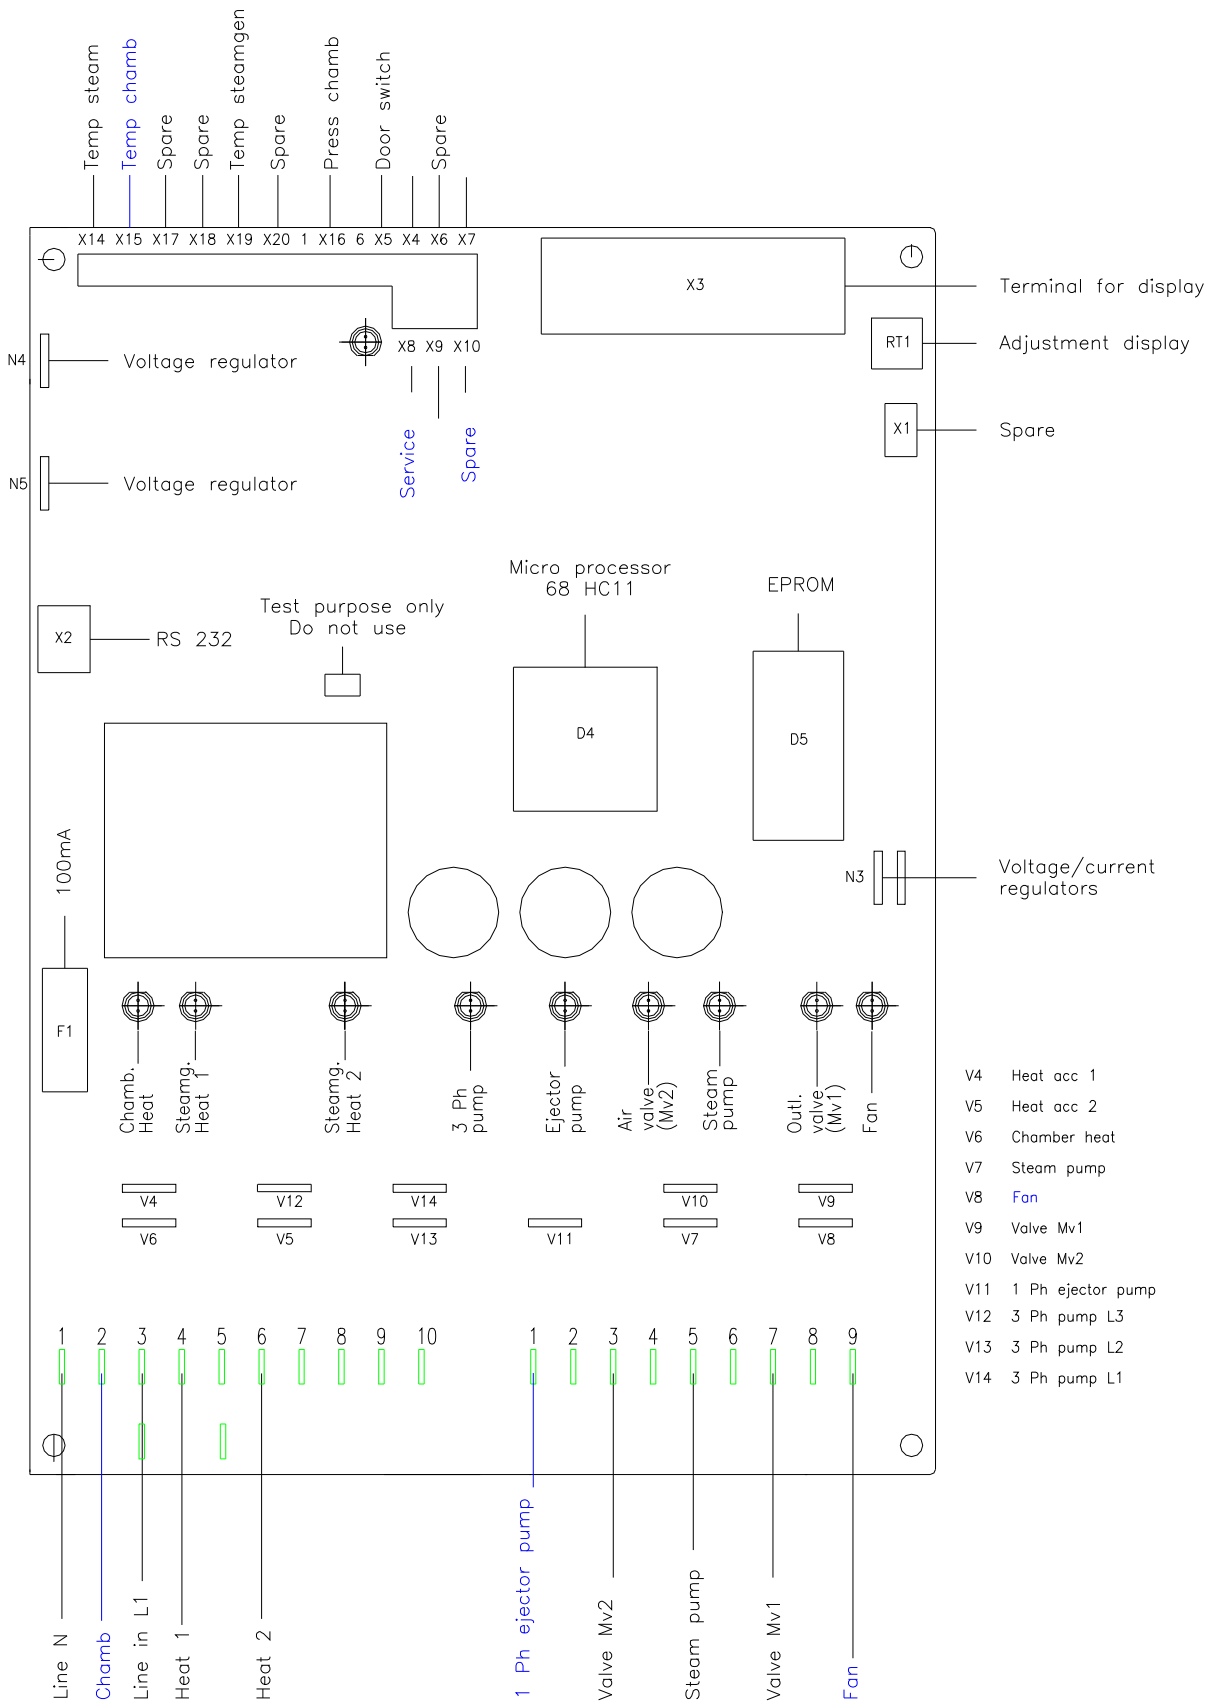 Temp steam
Temp chamb
Spare
Spare
Temp steamgen
Spare
Press chamb
Door switch
Spare
X14 X15 X17 X18 X19 X20 1 X16 6 X5 X4 X6 X7
X3
Terminal for display
RT1
Adjustment display
X8 X9 X10
N4
Voltage regulator
X1
Spare
Service
Spare
N5
Voltage regulator
Micro processor
68 HC11
EPROM
Test purpose only
Do not use
X2
RS 232
D4
D5
100mA
N3
Voltage/current
regulators
F1
Chamb.
Heat
Steamg.
Heat 1
Steamg.
Heat 2
3 Ph
pump
Ejector
pump
Air
valve
(Mv2)
Steam
pump
Outl.
valve
(Mv1)
Fan
V4 Heat acc 1
V5 Heat acc 2
V6 Chamber heat
V7 Steam pump
V8 Fan
V9 Valve Mv1
V10 Valve Mv2
V11 1 Ph ejector pump
V12 3 Ph pump L3
V13 3 Ph pump L2
V14 3 Ph pump L1
V4 V12 V14 V10 V9
V6 V5 V13 V11 V7 V8
1 2 3 4 5 6 7 8 9 10 1 2 3 4 5 6 7 8 9
Line N
Chamb
Line in L1
Heat 1
Heat 2
1 Ph ejector pump
Valve Mv2
Steam pump
Valve Mv1
Fan